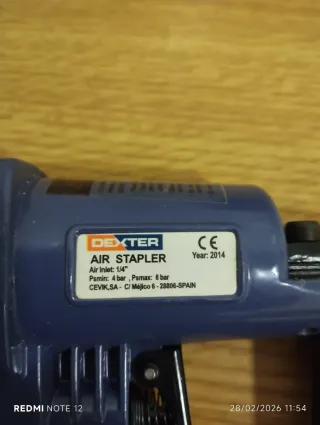 DEXTER
CE
AIR STAPLER
Year: 2014
Air Inlet: 1/4"
Psmin: 4 bar , Psmax: 8 bar
CEVIK,SA - C/ Méjico 6 - 28806-SPAIN
REDMI NOTE 12
28/02/2026 11:54